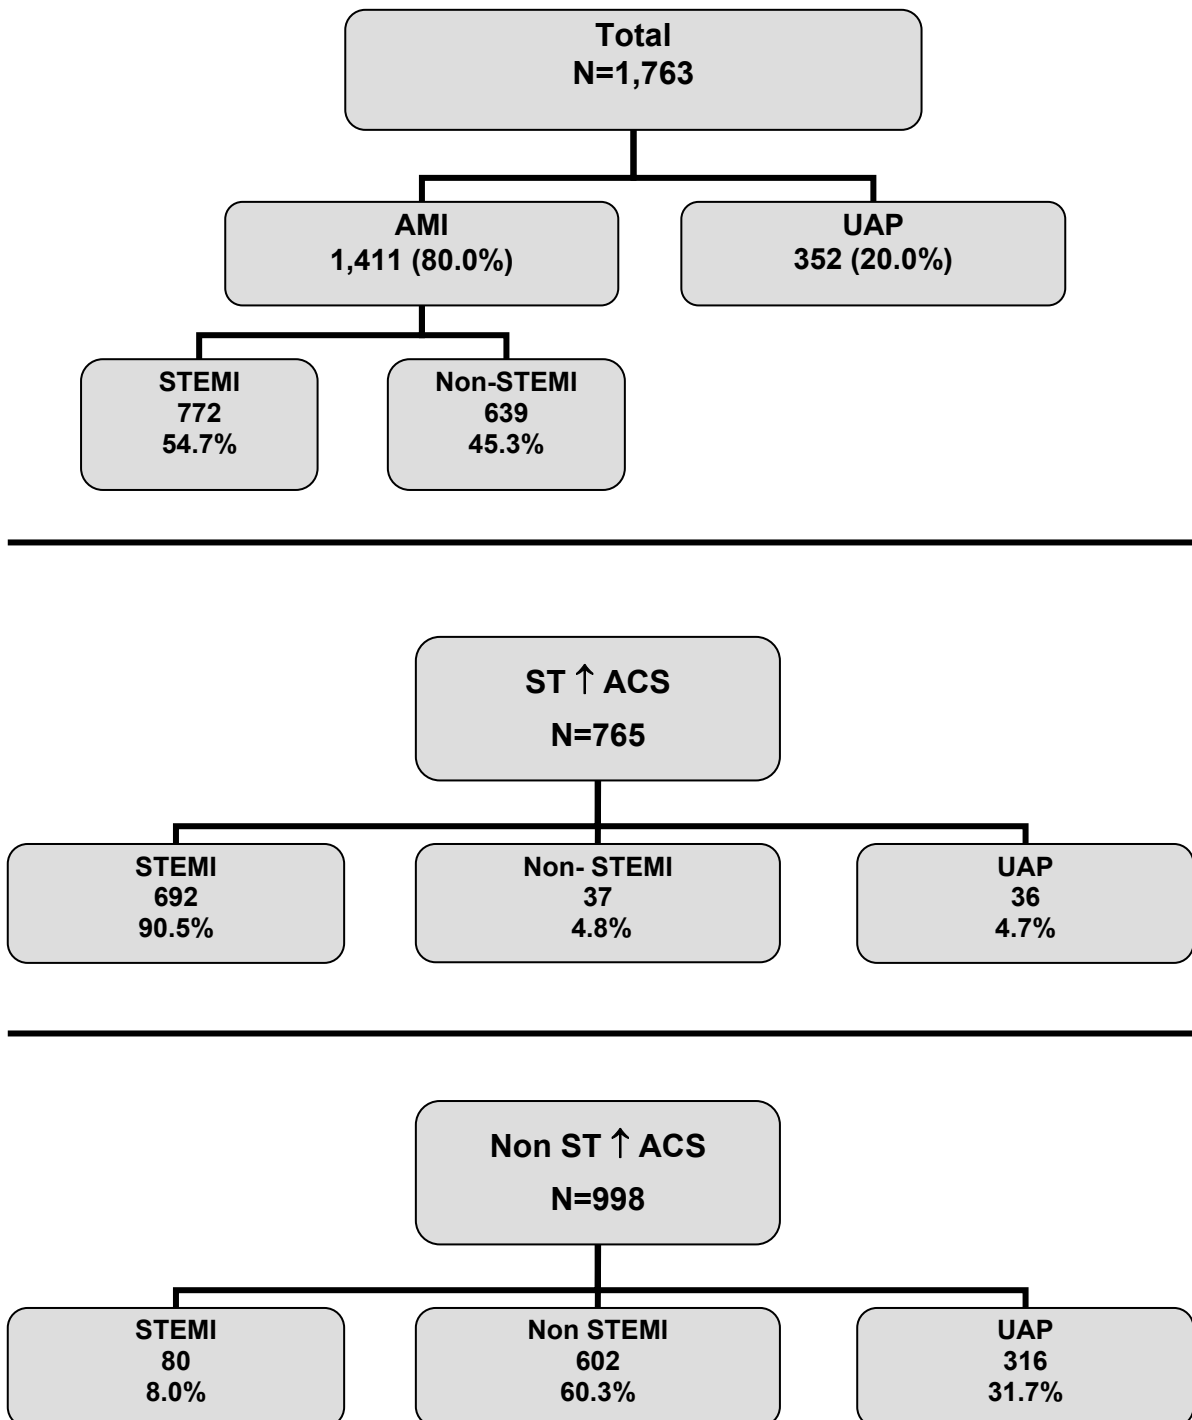 Total
N=1,763
AMI
1,411 (80.0%)
UAP
352 (20.0%)
STEMI
772
54.7%
Non-STEMI
639
45.3%
ST ↑ ACS
N=765
STEMI
692
90.5%
Non- STEMI
37
4.8%
UAP
36
4.7%
Non ST ↑ ACS
N=998
STEMI
80
8.0%
Non STEMI
602
60.3%
UAP
316
31.7%